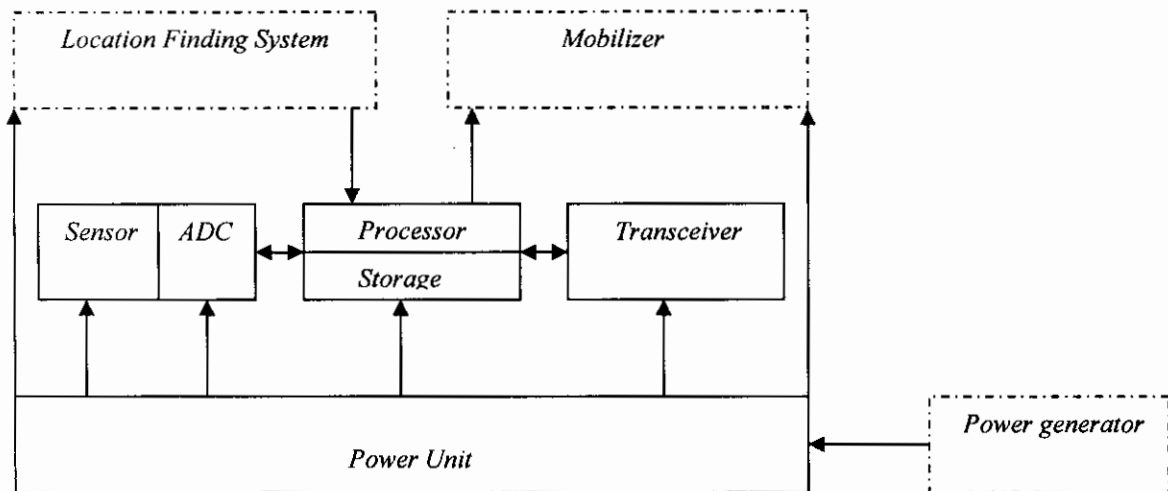 Location Finding System
Mobilizer
Sensor
ADC
Processor
Transceiver
Storage
Power generator
Power Unit